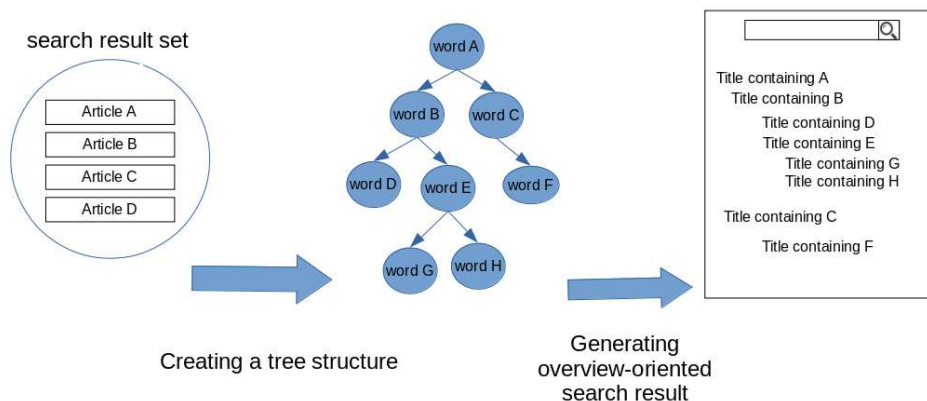 search result set
Article A
Article B
Article C
Article D
Creating a tree structure
word A
word B
word C
word D
word E
word F
word G
word H
Generating
overview-oriented
search result
Title containing A
Title containing B
Title containing D
Title containing E
Title containing G
Title containing H
Title containing C
Title containing F